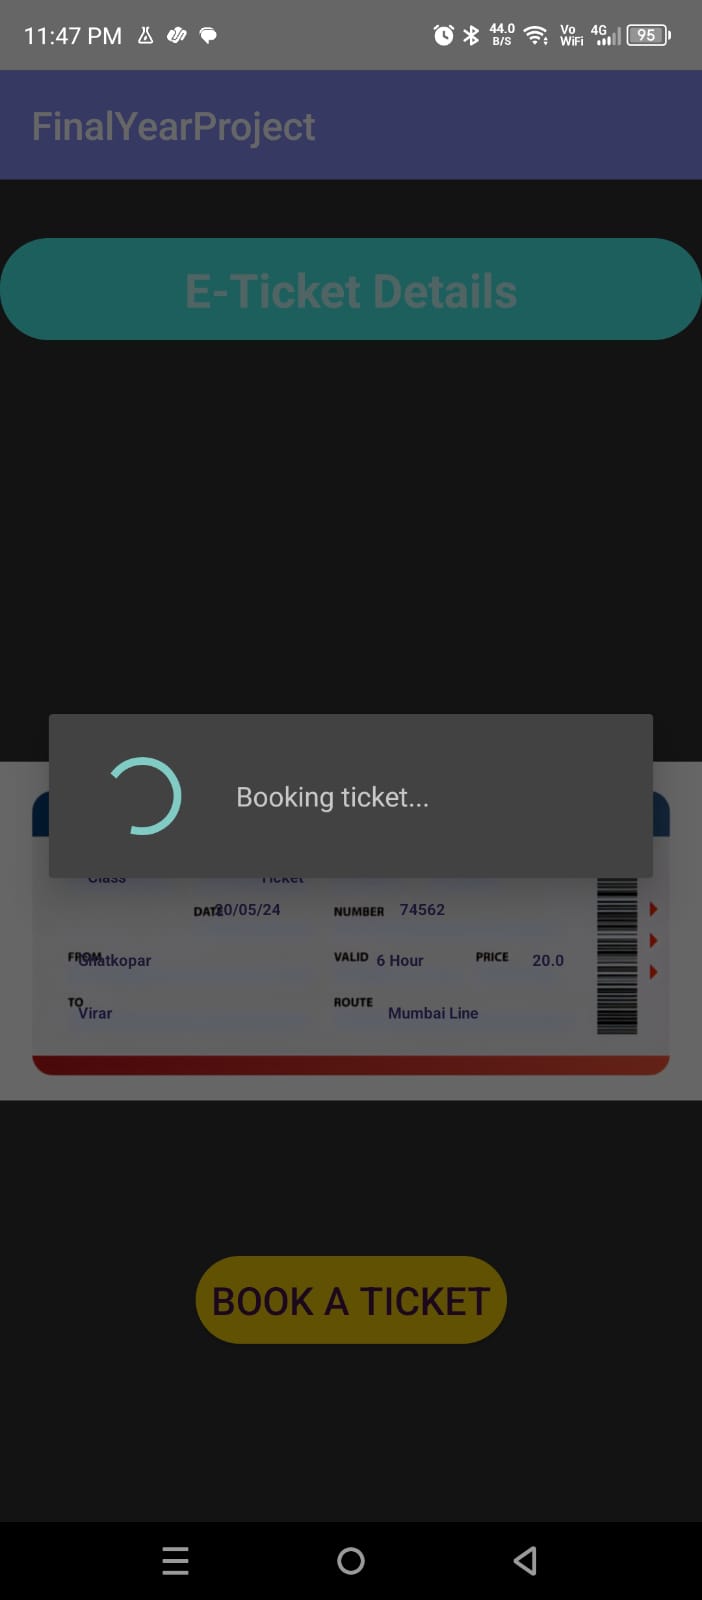 11:47 PM 44.0 B/S Vo WiFi 4G 95
FinalYearProject
E-Ticket Details
Booking ticket...
Class Ticket
DATE 20/05/24 NUMBER 74562
FROM Ghatkopar VALID 6 Hour PRICE 20.0
TO Virar ROUTE Mumbai Line
BOOK A TICKET